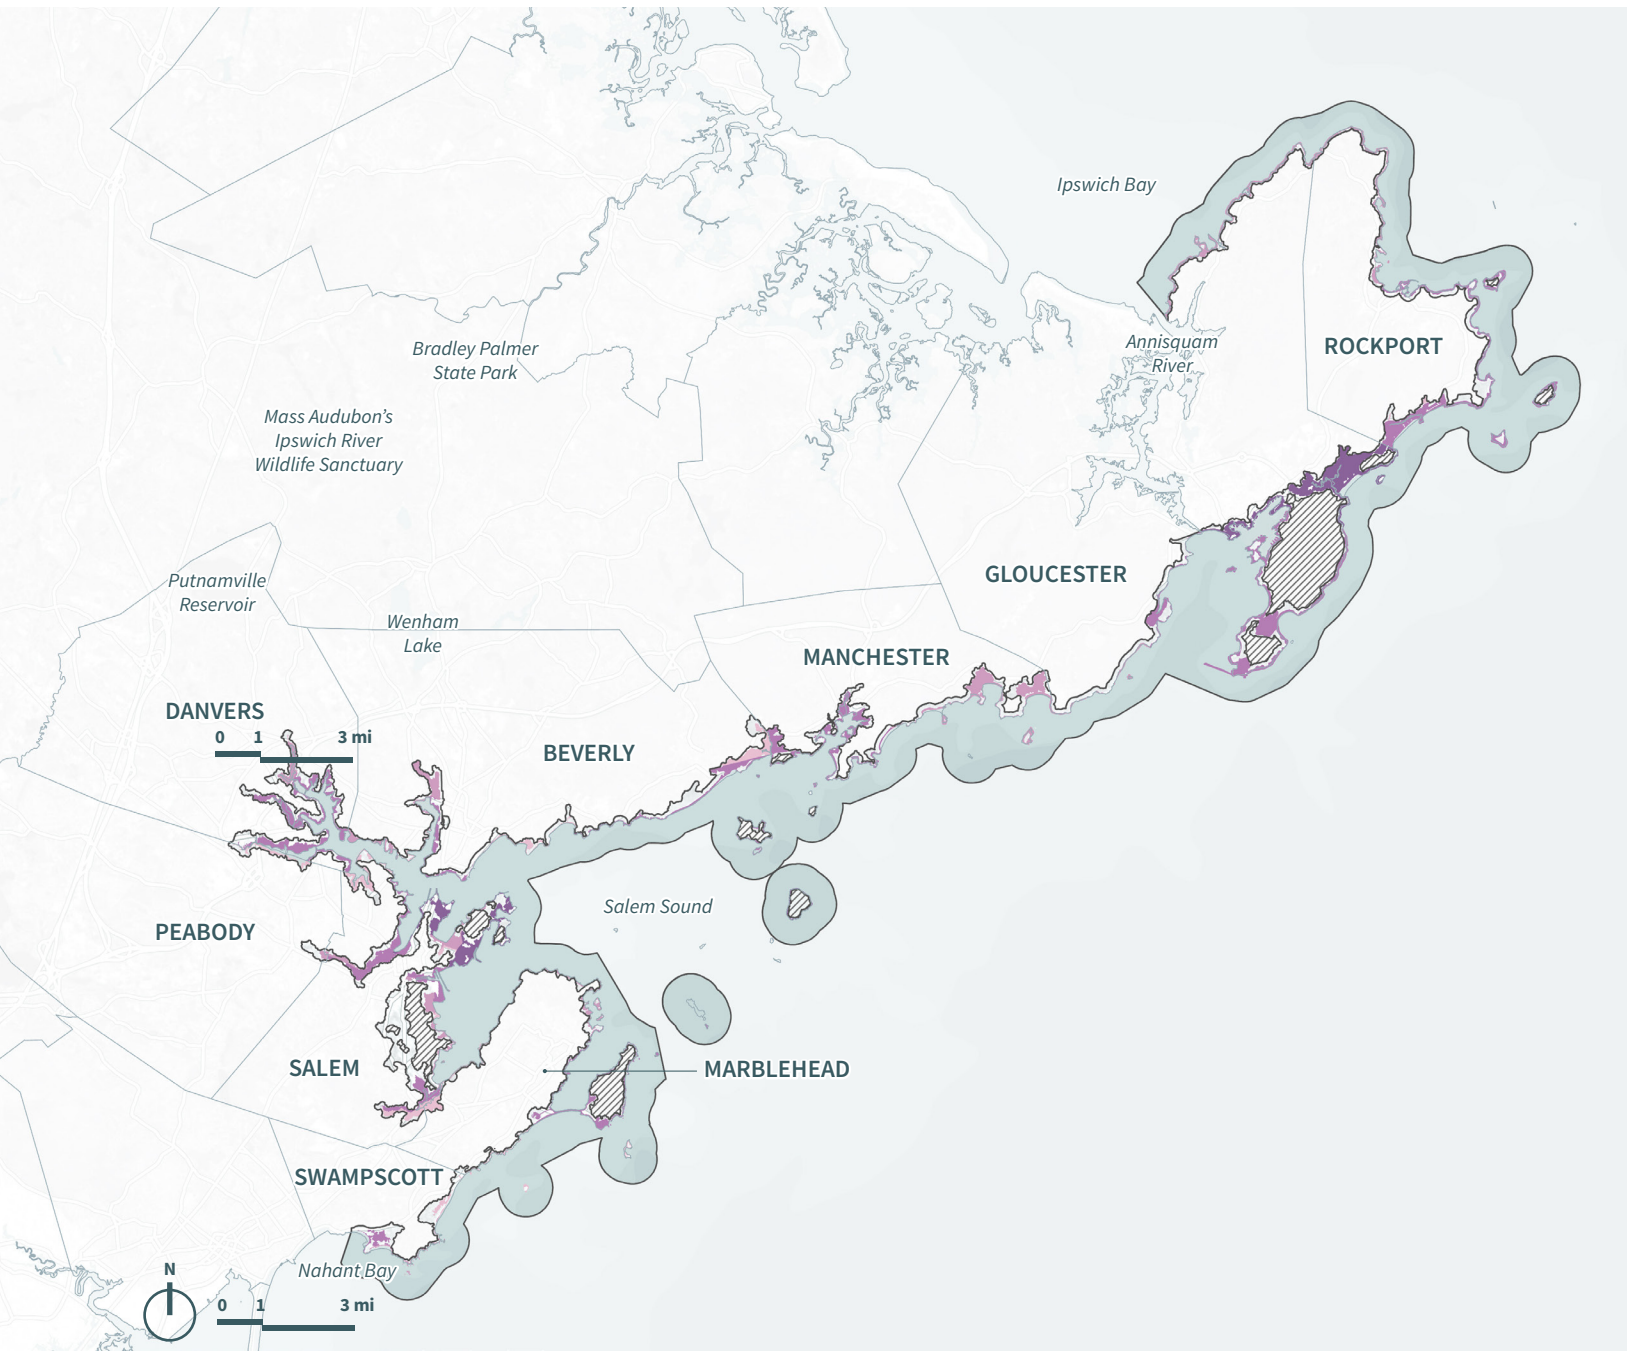 Ipswich Bay
Annisquam
River
ROCKPORT
Bradley Palmer
State Park
Mass Audubon’s
Ipswich River
Wildlife Sanctuary
GLOUCESTER
Putnamville
Reservoir
Wenham
Lake
MANCHESTER
DANVERS
0 1 3 mi
BEVERLY
Salem Sound
PEABODY
SALEM
MARBLEHEAD
SWAMPSCOTT
Nahant Bay
N
0 1 3 mi